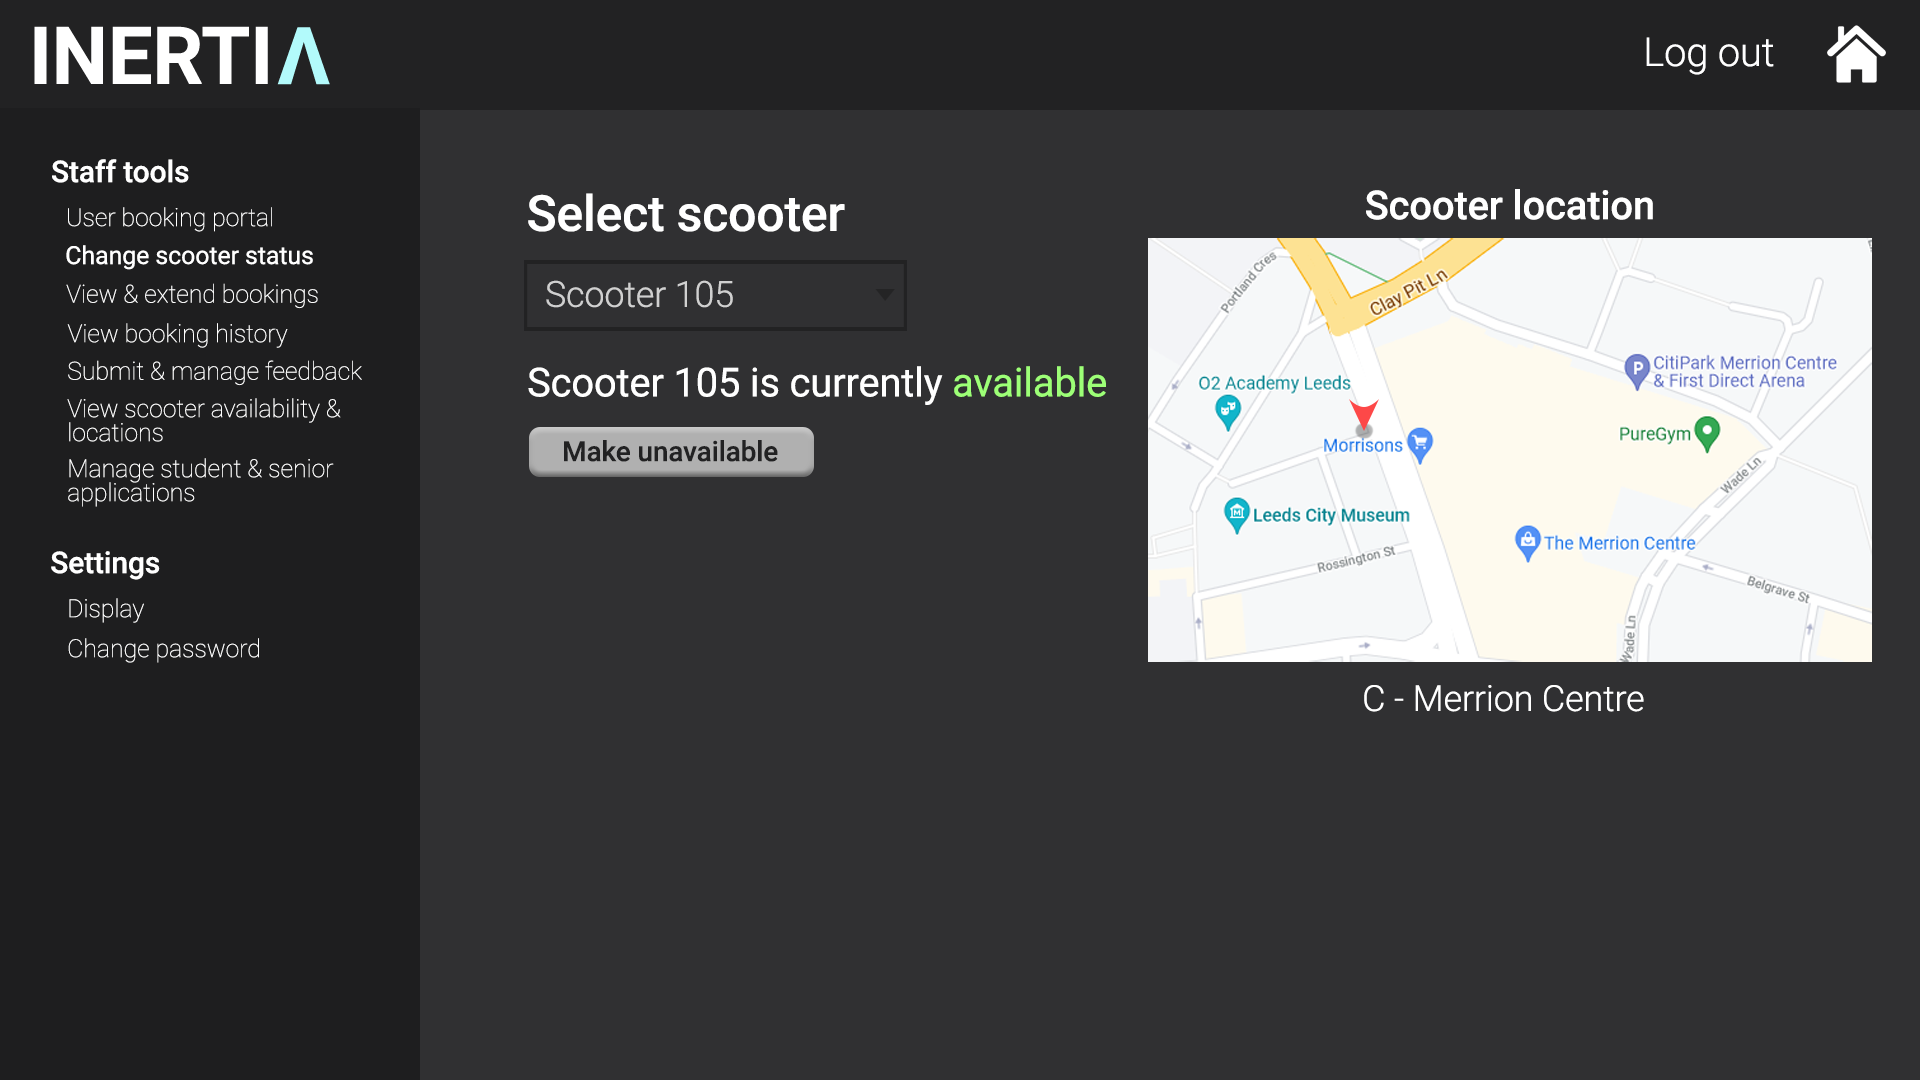 INERTIA
Log out
Staff tools
User booking portal
Change scooter status
View & extend bookings
View booking history
Submit & manage feedback
View scooter availability &
locations
Manage student & senior
applications
Settings
Display
Change password
Select scooter
Scooter 105
Scooter 105 is currently available
Make unavailable
Scooter location
Portland Cres
Clay Pit Ln
CitiPark Merrion Centre
& First Direct Arena
O2 Academy Leeds
PureGym
Morrisons
Wade Ln
Leeds City Museum
The Merrion Centre
Rossington St
Belgrave St
Wade Ln
C - Merrion Centre